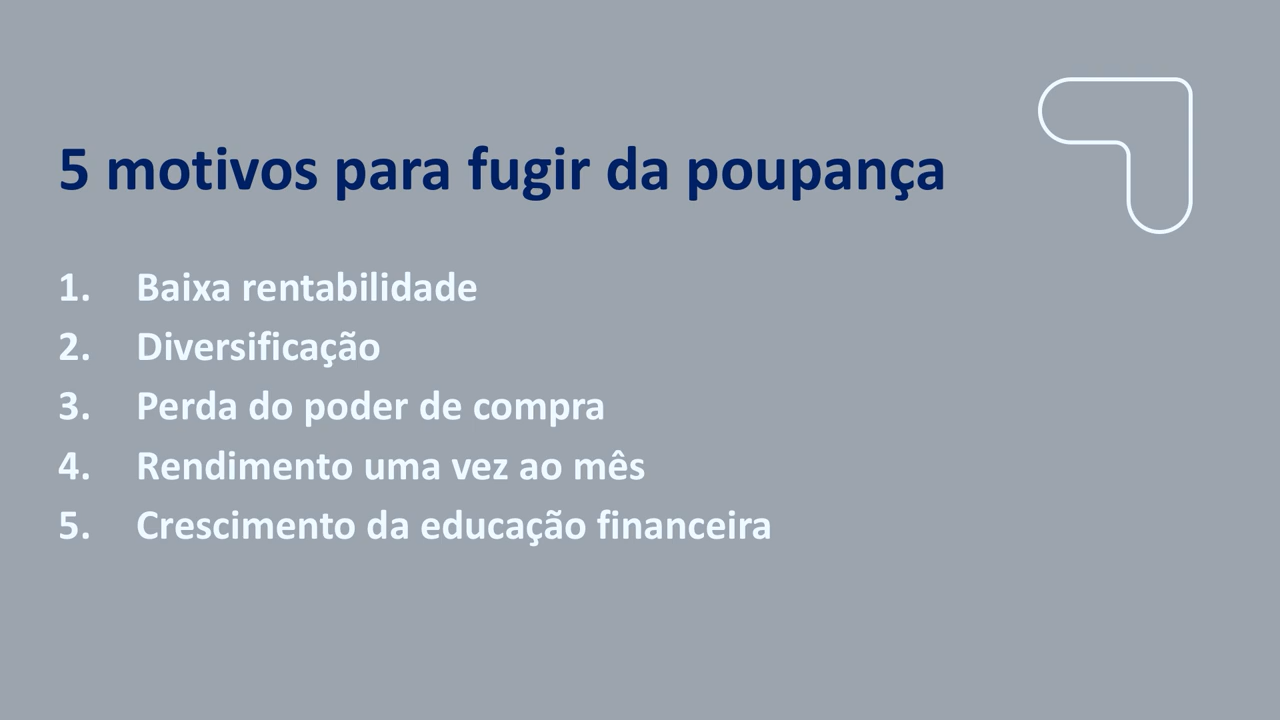 5 motivos para fugir da poupança
1. Baixa rentabilidade
2. Diversificação
3. Perda do poder de compra
4. Rendimento uma vez ao mês
5. Crescimento da educação financeira